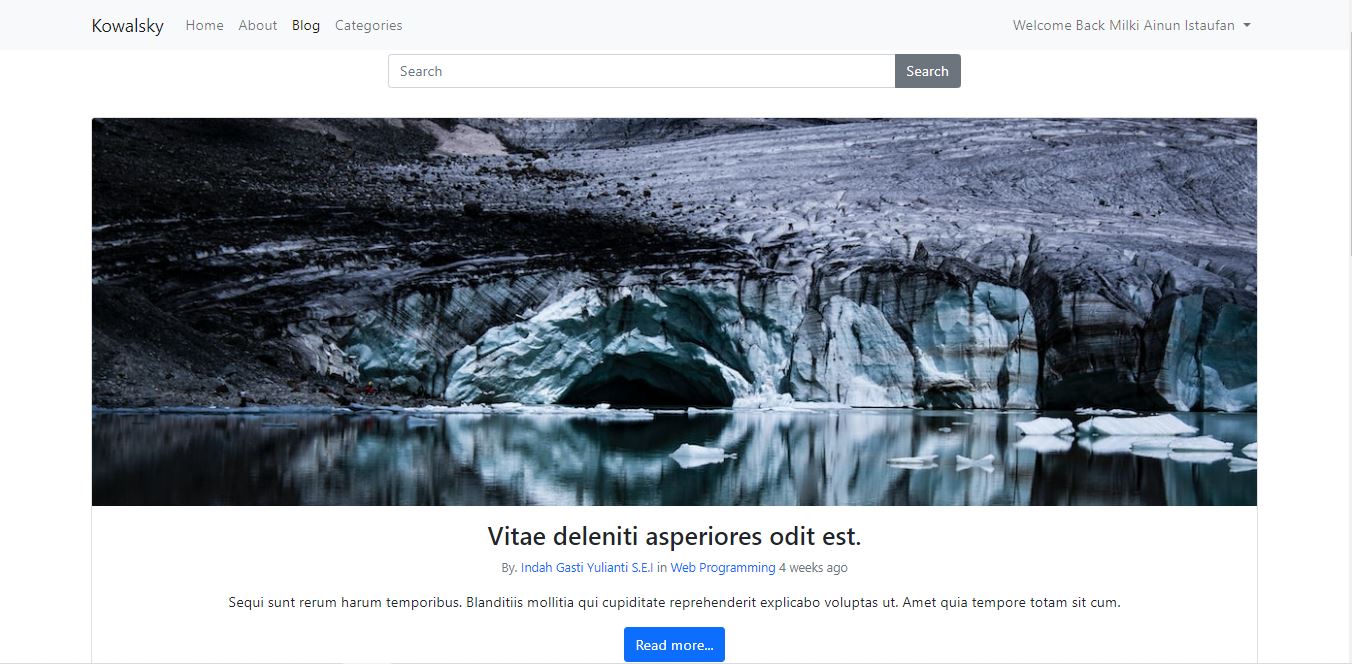 Kowalsky Home About Blog Categories Welcome Back Milki Ainun Istaufan
Search Search
Vitae deleniti asperiores odit est.
By. Indah Gasti Yulianti S.E.I in Web Programming 4 weeks ago
Sequi sunt rerum harum temporibus. Blanditiis mollitia qui cupiditate reprehenderit explicabo voluptas ut. Amet quia tempore totam sit cum.
Read more...